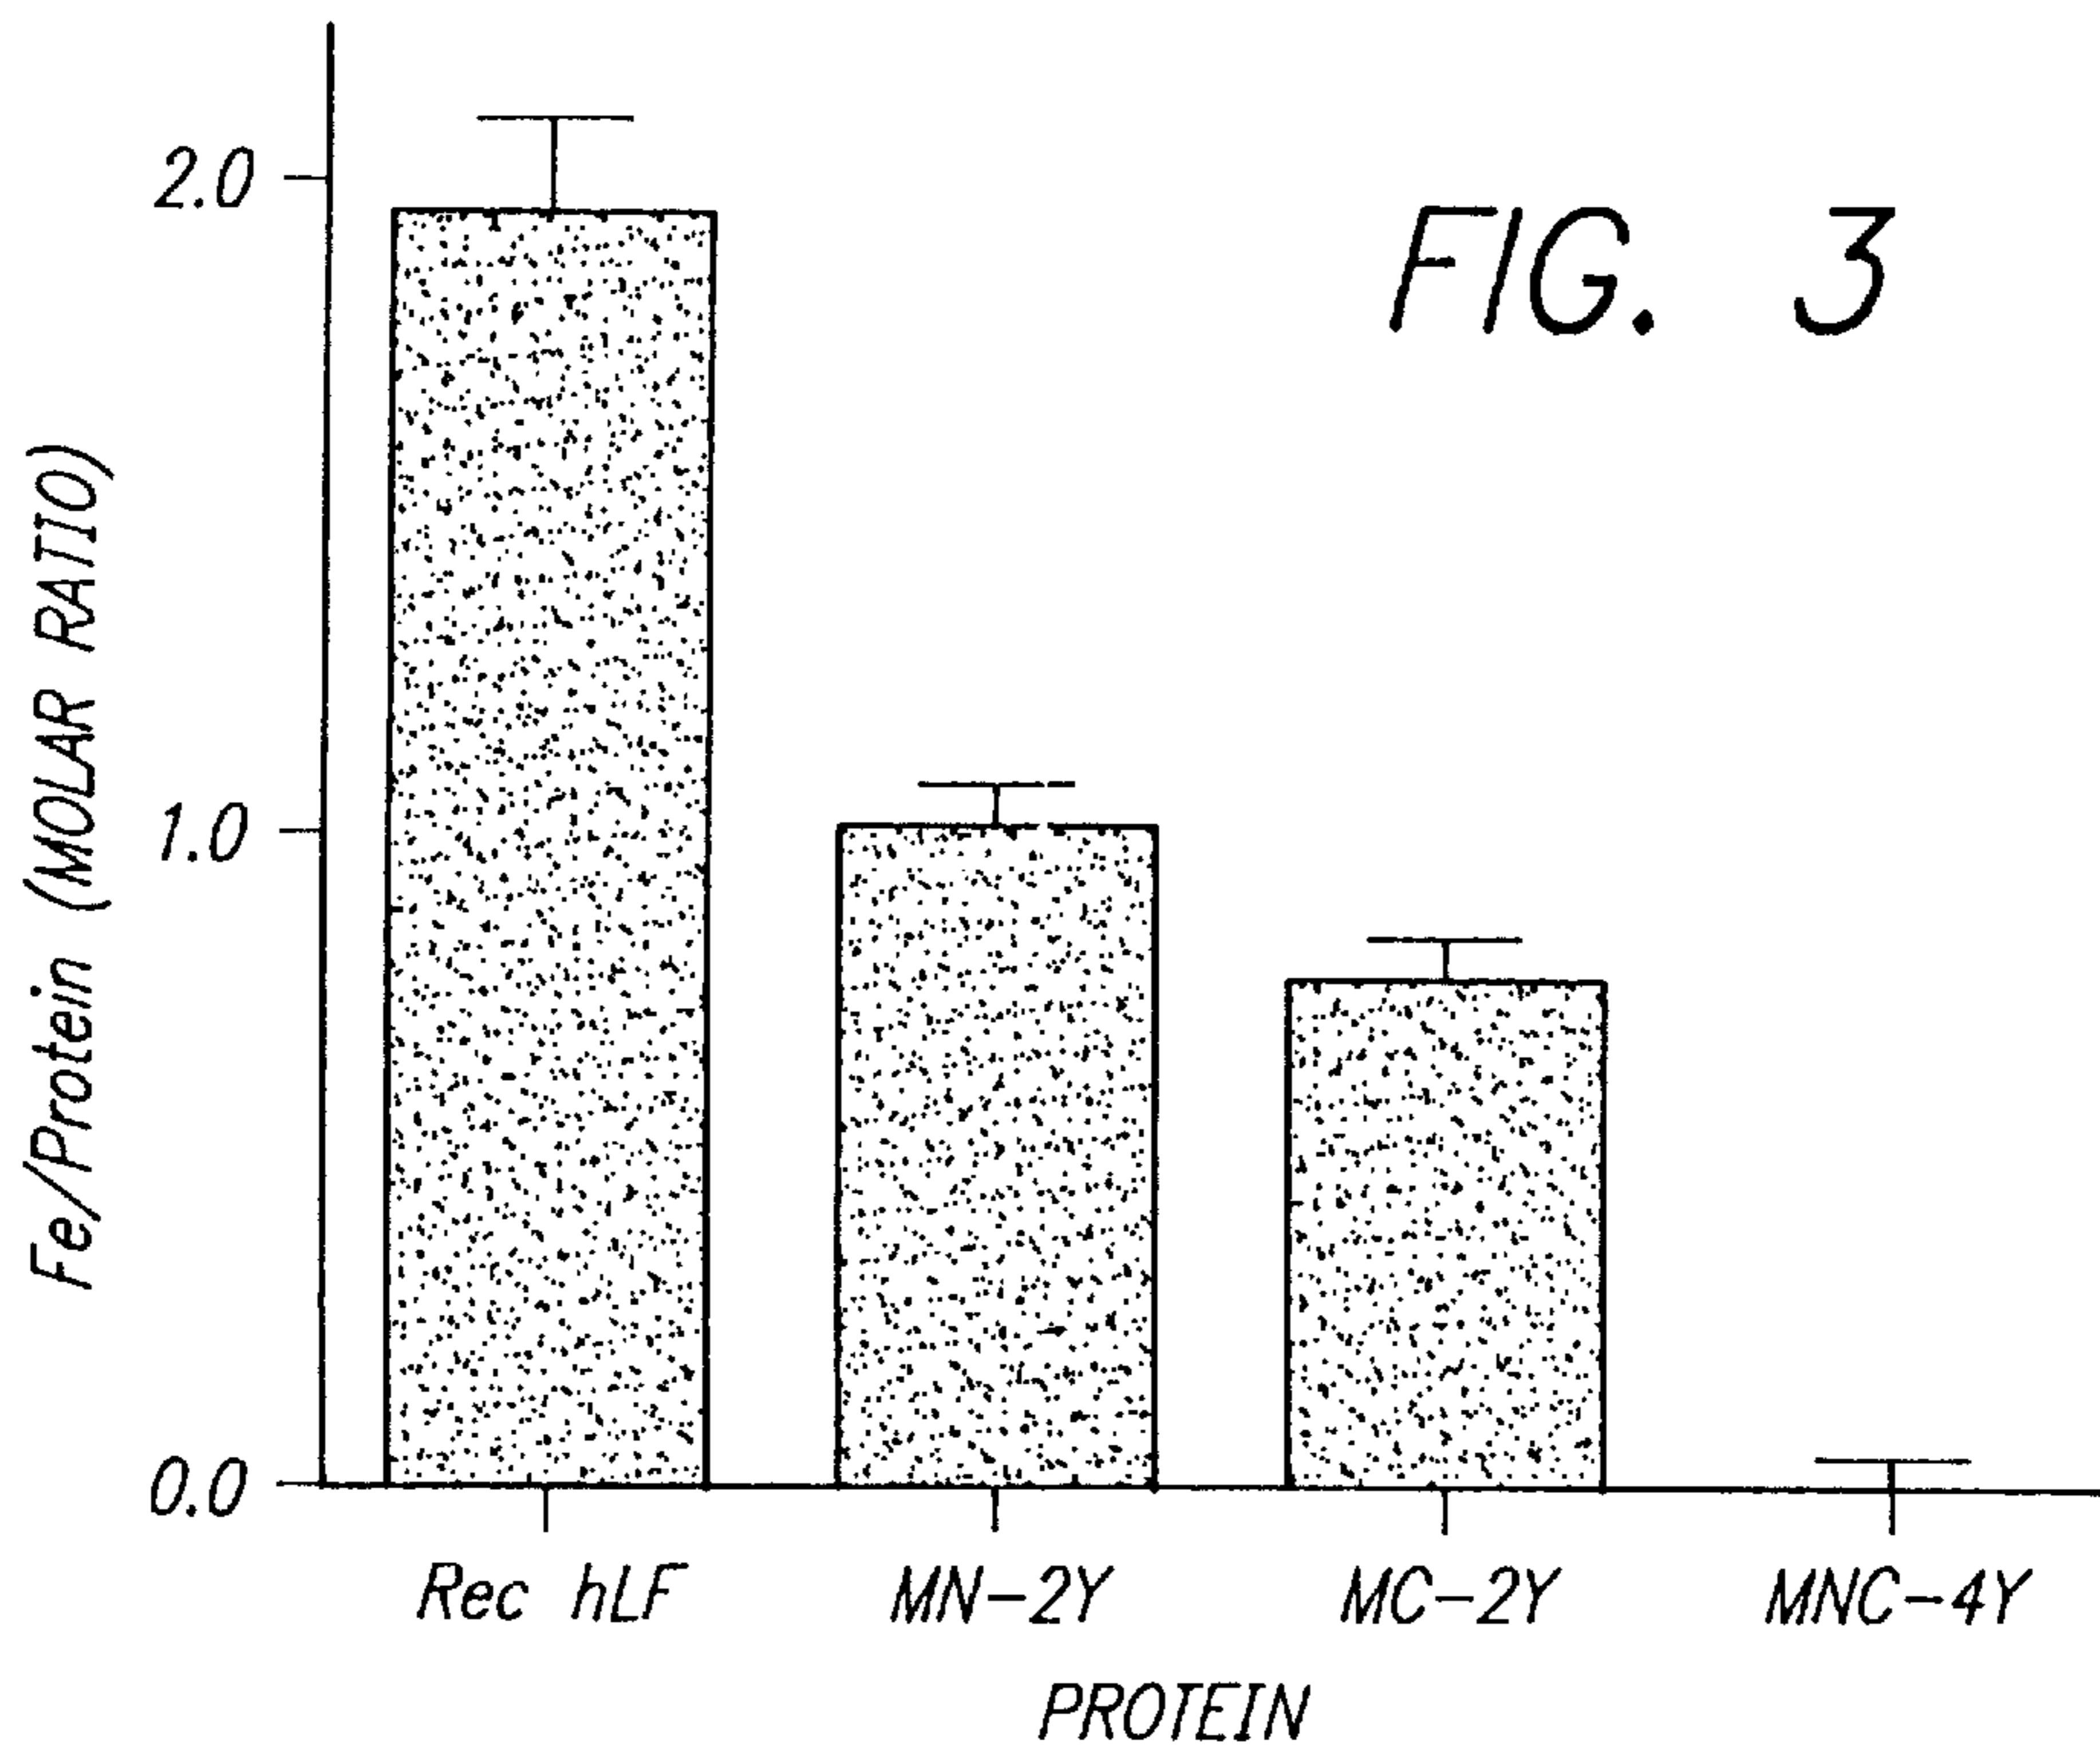 FIG. 3
Fe/Protein (MOLAR RATIO)
2.0
1.0
0.0
Rec hLF MN-2Y MC-2Y MNC-4Y
PROTEIN